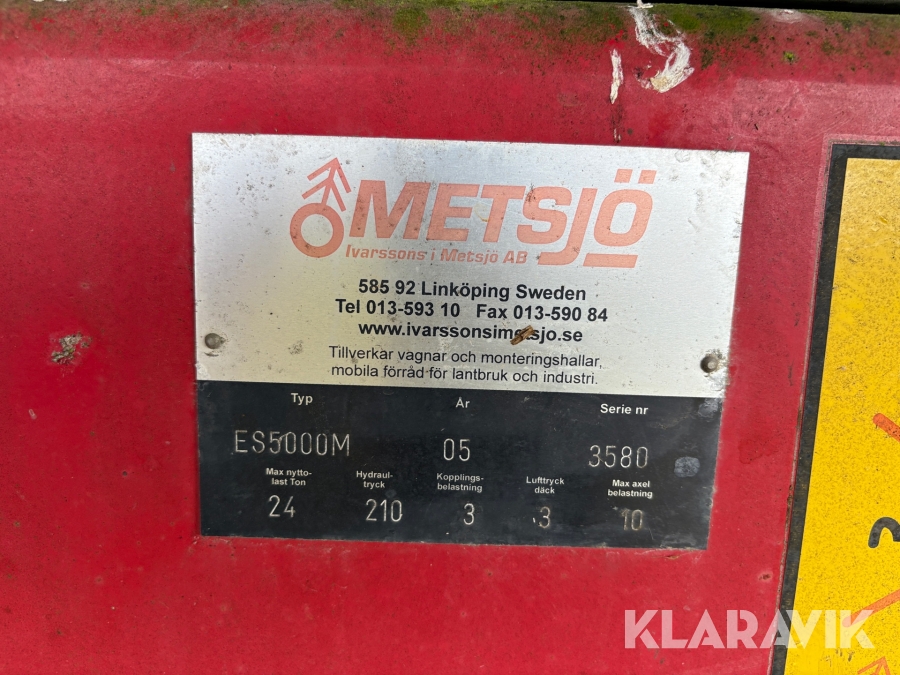 METSJÖ
Ivarssons i Metsjö AB
585 92 Linköping Sweden
Tel 013-593 10 Fax 013-590 84
www.ivarssonsimetsjo.se
Tillverkar vagnar och monteringshallar,
mobila förråd för lantbruk och industri.
Typ År Serie nr
ES5000M 05 3580
Max nytto-
last Ton
Hydraul-
tryck
Kopplings-
belastning
Lufttryck
däck
Max axel
belastning
24 210 3 3 10
KLARAVIK